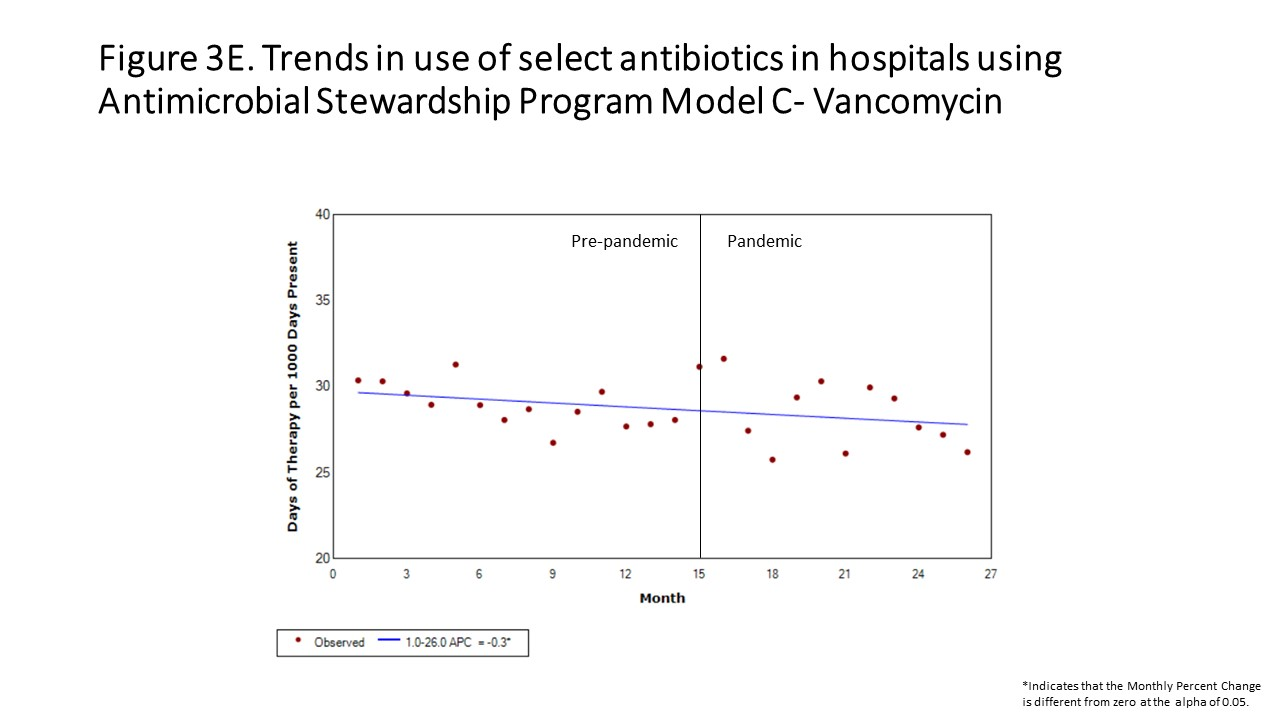 Figure 3E. Trends in use of select antibiotics in hospitals using
Antimicrobial Stewardship Program Model C- Vancomycin
Pre-pandemic
Pandemic
Days of Therapy per 1000 Days Present
40
35
30
25
20
0 3 6 9 12 15 18 21 24 27
Month
Observed
1.0-26.0 APC = -0.3*
*Indicates that the Monthly Percent Change
is different from zero at the alpha of 0.05.